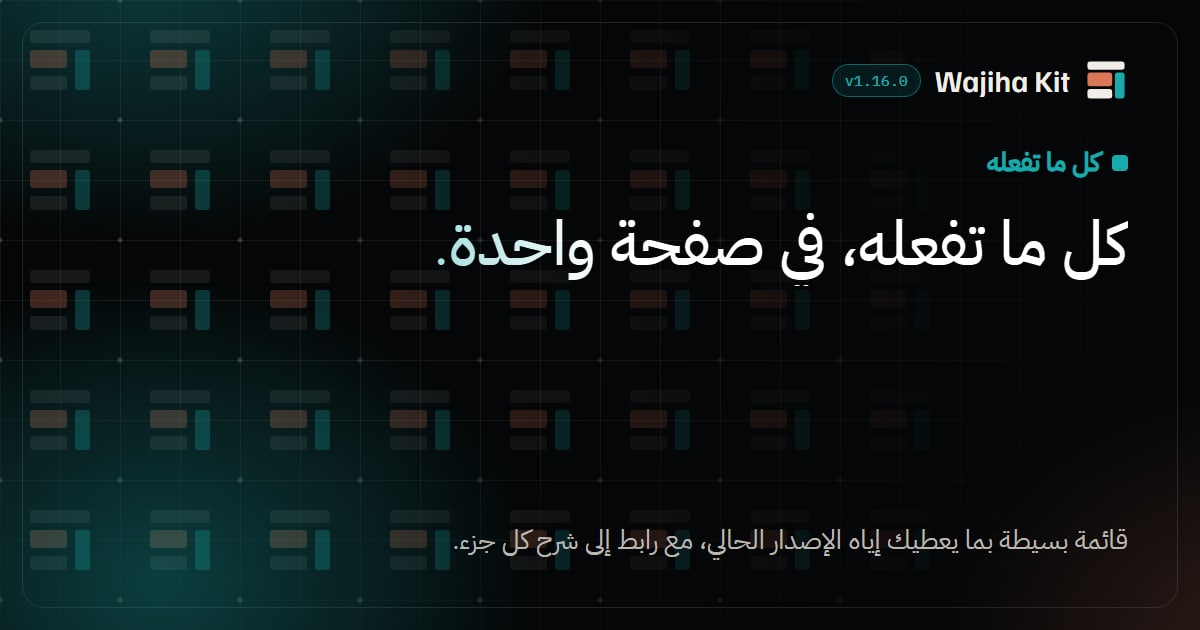 Wajiha Kit v1.16.0
كل ما تفعله
كل ما تفعله، في صفحة واحدة.
قائمة بسيطة بما يعطيك إياه الإصدار الحالي، مع رابط إلى شرح كل جزء.